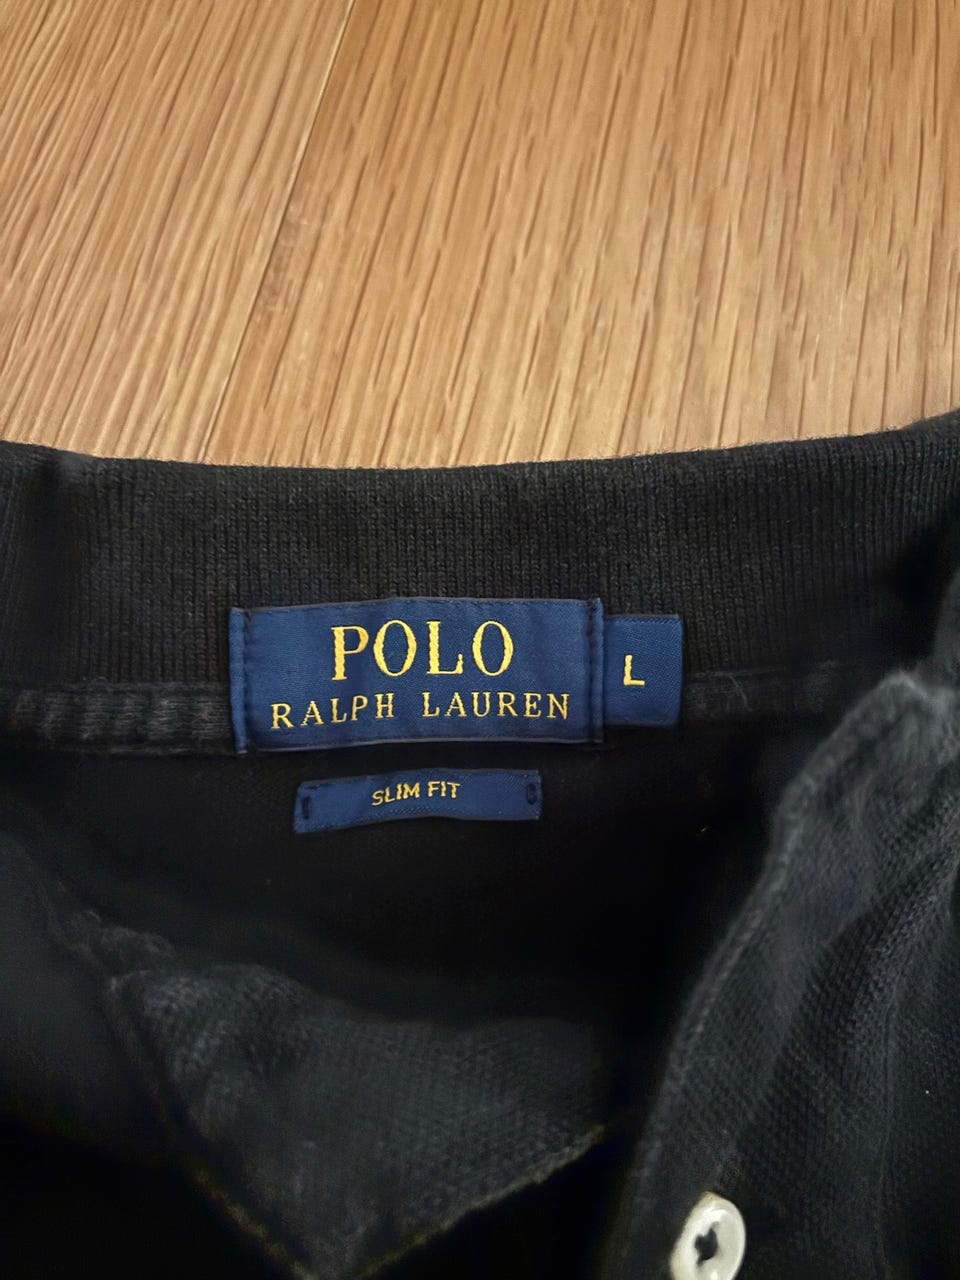 POLO
RALPH LAUREN
L
SLIM FIT